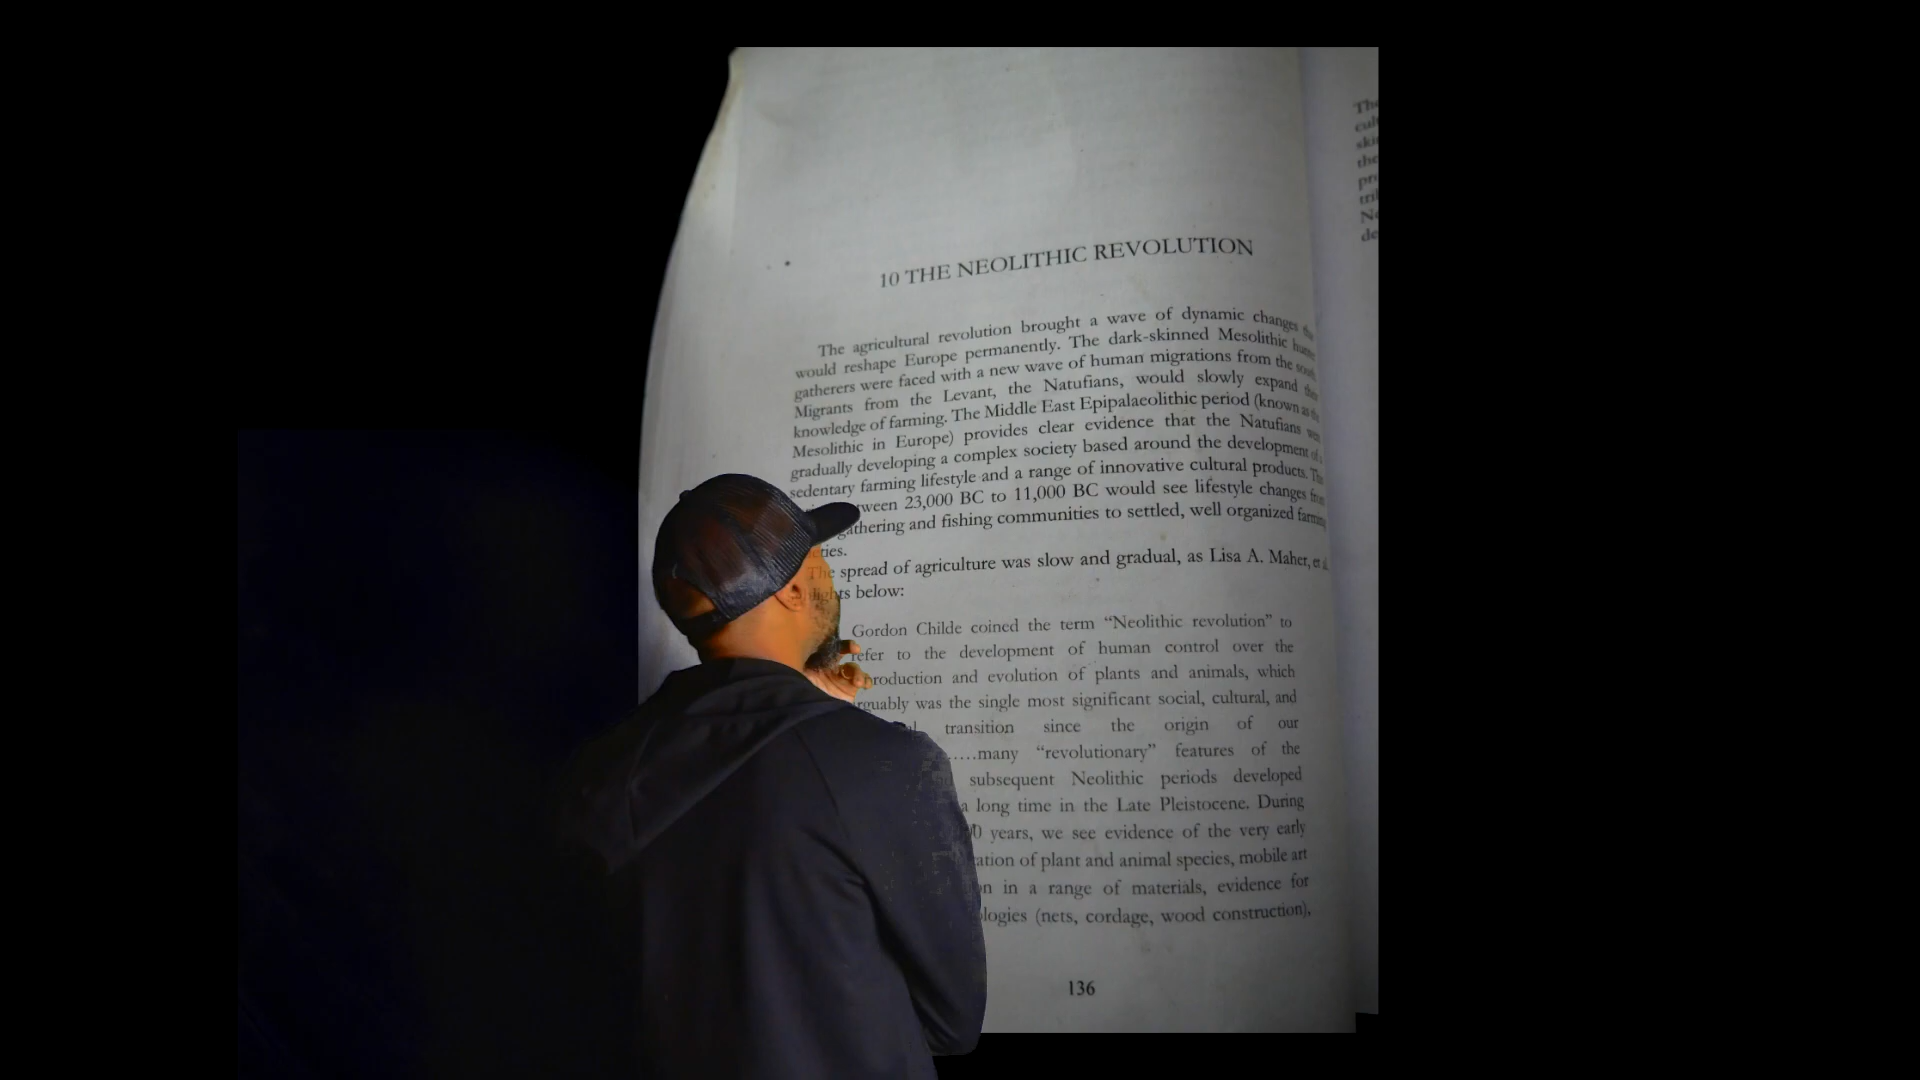 10 THE NEOLITHIC REVOLUTION
The agricultural revolution brought a wave of dynamic changes
would reshape Europe permanently. The dark-skinned Mesolithic
gatherers were faced with a new wave of human migrations from the
Migrants from the Levant, the Natufians, would slowly expand
knowledge of farming. The Middle East Epipalaeolithic period (known as the
Mesolithic in Europe) provides clear evidence that the Natufians
gradually developing a complex society based around the development of
sedentary farming lifestyle and a range of innovative cultural products.
23,000 BC to 11,000 BC would see lifestyle changes from
gathering and fishing communities to settled, well organized farming
The spread of agriculture was slow and gradual, as Lisa A. Maher, et
below:
Gordon Childe coined the term “Neolithic revolution” to
refer to the development of human control over the
production and evolution of plants and animals, which
arguably was the single most significant social, cultural, and
transition since the origin of our
…..many “revolutionary” features of the
subsequent Neolithic periods developed
a long time in the Late Pleistocene. During
years, we see evidence of the very early
of plant and animal species, mobile art
in a range of materials, evidence for
(nets, cordage, wood construction),
136
The